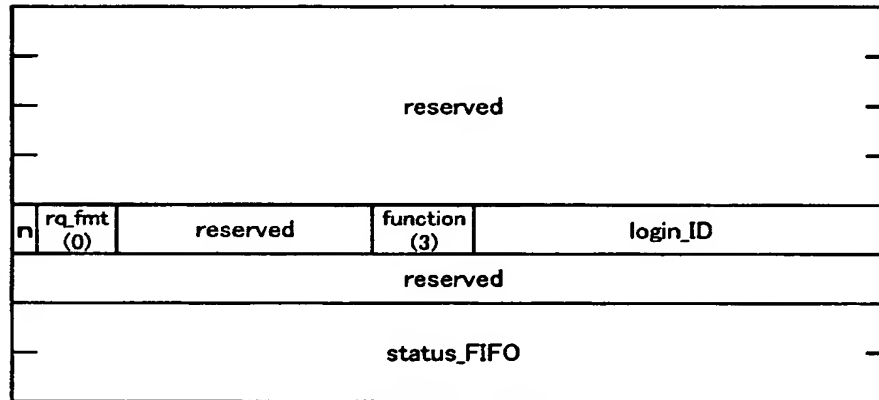 reserved
n rq_fmt (0) reserved function (3) login_ID
reserved
status_FIFO